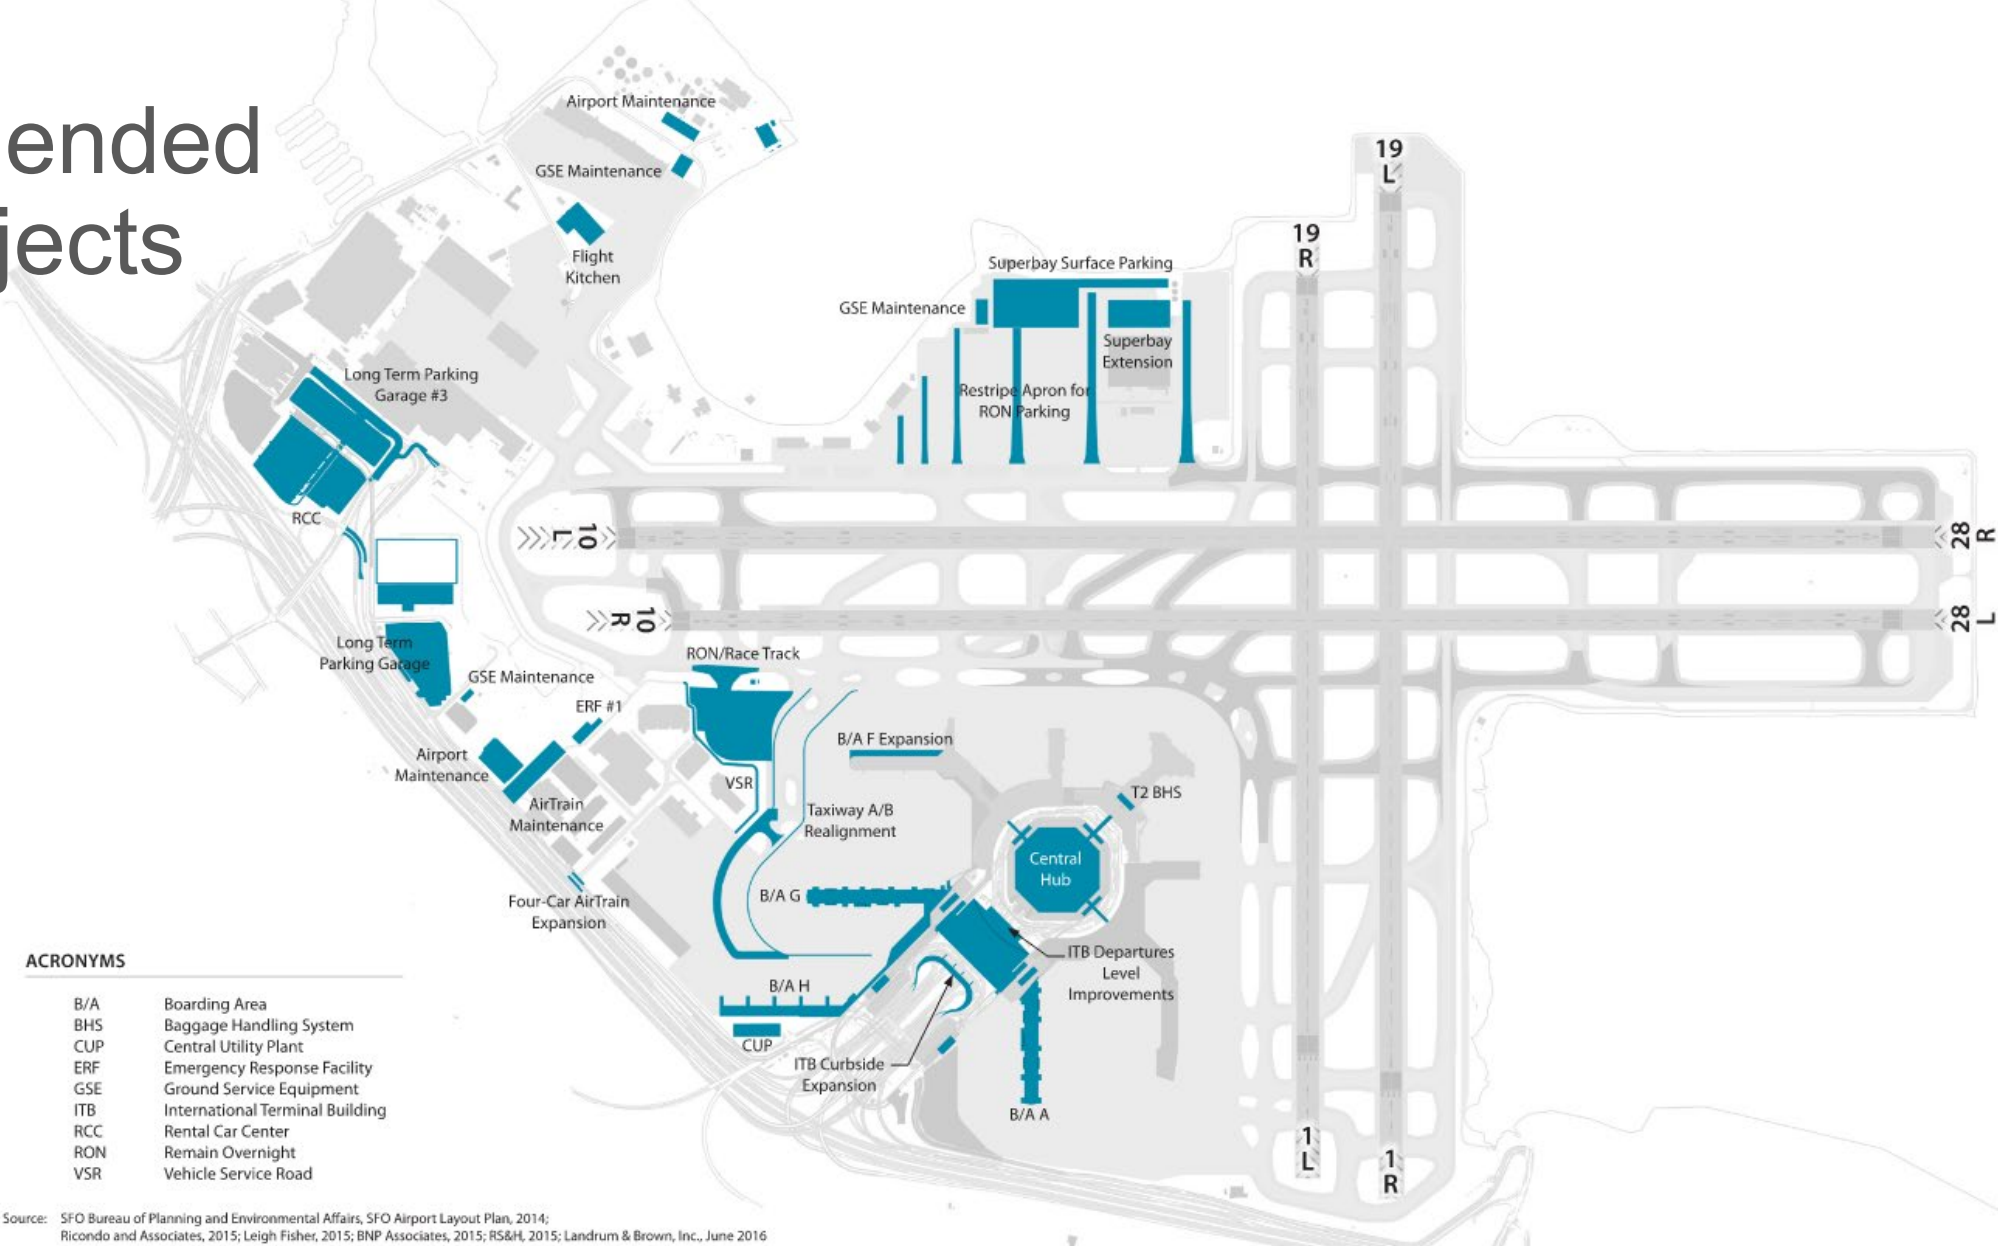 ended
jects
Airport Maintenance
GSE Maintenance
Flight
Kitchen
19
L
19
R
Superbay Surface Parking
GSE Maintenance
Superbay
Extension
Restripe Apron for
RON Parking
Long Term Parking
Garage #3
RCC
10
L
28
R
10
R
28
L
Long Term
Parking Garage
GSE Maintenance
RON/Race Track
ERF #1
B/A F Expansion
Airport
Maintenance
VSR
T2 BHS
AirTrain
Maintenance
Taxiway A/B
Realignment
Central
Hub
B/A G
Four-Car AirTrain
Expansion
ITB Departures
Level
Improvements
B/A H
CUP
ITB Curbside
Expansion
B/A A
1
L
1
R
ACRONYMS
B/A Boarding Area
BHS Baggage Handling System
CUP Central Utility Plant
ERF Emergency Response Facility
GSE Ground Service Equipment
ITB International Terminal Building
RCC Rental Car Center
RON Remain Overnight
VSR Vehicle Service Road
Source: SFO Bureau of Planning and Environmental Affairs, SFO Airport Layout Plan, 2014;
Ricondo and Associates, 2015; Leigh Fisher, 2015; BNP Associates, 2015; RS&H, 2015; Landrum & Brown, Inc., June 2016